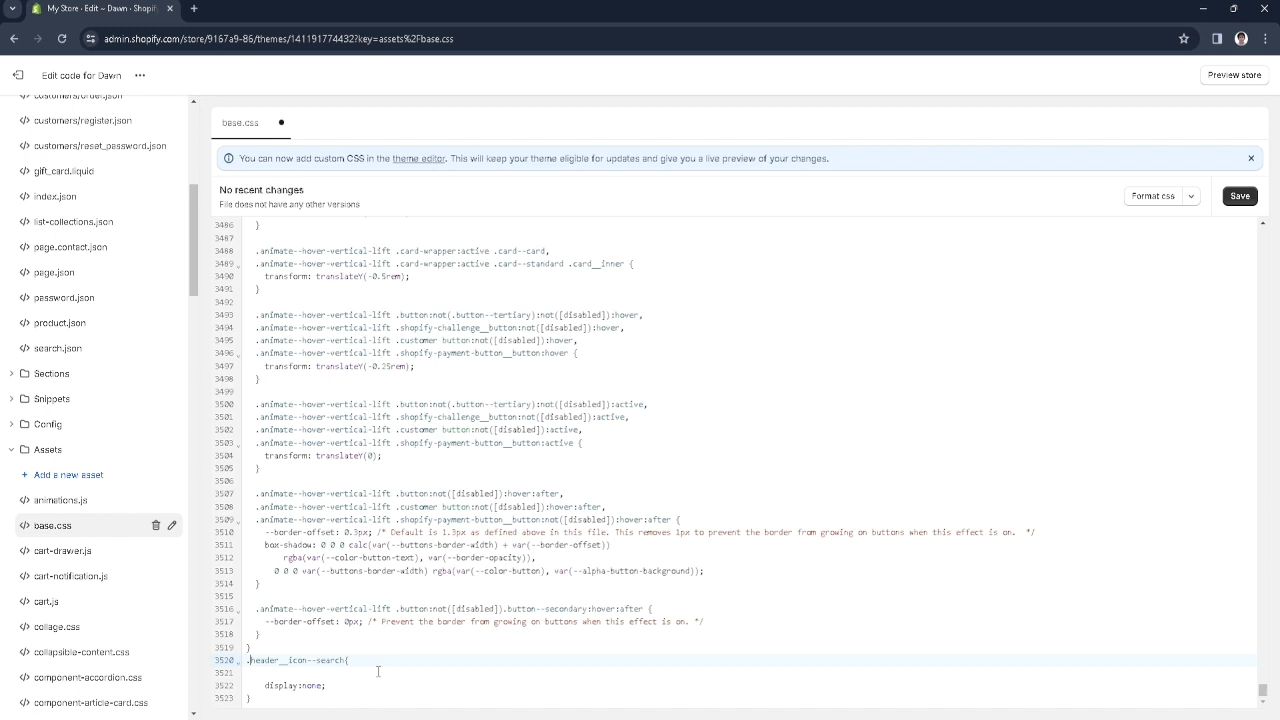 My Store · Edit ~ Dawn · Shopif
admin.shopify.com/store/9167a9-86/themes/141191774432?key=assets%2Fbase.css
Edit code for Dawn
Preview store
customers/order.json
customers/register.json
customers/reset_password.json
gift_card.liquid
index.json
list-collections.json
page.contact.json
page.json
password.json
product.json
search.json
Sections
Snippets
Config
Assets
+ Add a new asset
animations.js
base.css
cart-drawer.js
cart-notification.js
cart.js
collage.css
collapsible-content.css
component-accordion.css
component-article-card.css
base.css
You can now add custom CSS in the theme editor. This will keep your theme eligible for updates and give you a live preview of your changes.
No recent changes
File does not have any other versions
Format css
Save
3486 }
3487
3488 .animate--hover-vertical-lift .card-wrapper:active .card--card,
3489 .animate--hover-vertical-lift .card-wrapper:active .card--standard .card__inner {
3490 transform: translateY(-0.5rem);
3491 }
3492
3493 .animate--hover-vertical-lift .button:not(.button--tertiary):not([disabled]):hover,
3494 .animate--hover-vertical-lift .shopify-challenge__button:not([disabled]):hover,
3495 .animate--hover-vertical-lift .customer button:not([disabled]):hover,
3496 .animate--hover-vertical-lift .shopify-payment-button__button:hover {
3497 transform: translateY(-0.25rem);
3498 }
3499
3500 .animate--hover-vertical-lift .button:not(.button--tertiary):not([disabled]):active,
3501 .animate--hover-vertical-lift .shopify-challenge__button:not([disabled]):active,
3502 .animate--hover-vertical-lift .customer button:not([disabled]):active,
3503 .animate--hover-vertical-lift .shopify-payment-button__button:active {
3504 transform: translateY(0);
3505 }
3506
3507 .animate--hover-vertical-lift .button:not([disabled]):hover:after,
3508 .animate--hover-vertical-lift .customer button:not([disabled]):hover:after,
3509 .animate--hover-vertical-lift .shopify-payment-button__button:not([disabled]):hover:after {
3510 --border-offset: 0.3px; /* Default is 1.3px as defined above in this file. This removes 1px to prevent the border from growing on buttons when this effect is on. */
3511 box-shadow: 0 0 0 calc(var(--buttons-border-width) + var(--border-offset))
3512 rgba(var(--color-button-text), var(--border-opacity)),
3513 0 0 0 var(--buttons-border-width) rgba(var(--color-button), var(--alpha-button-background));
3514 }
3515
3516 .animate--hover-vertical-lift .button:not([disabled]).button--secondary:hover:after {
3517 --border-offset: 0px; /* Prevent the border from growing on buttons when this effect is on. */
3518 }
3519 }
3520 .header__icon--search{
3521
3522 display:none;
3523 }